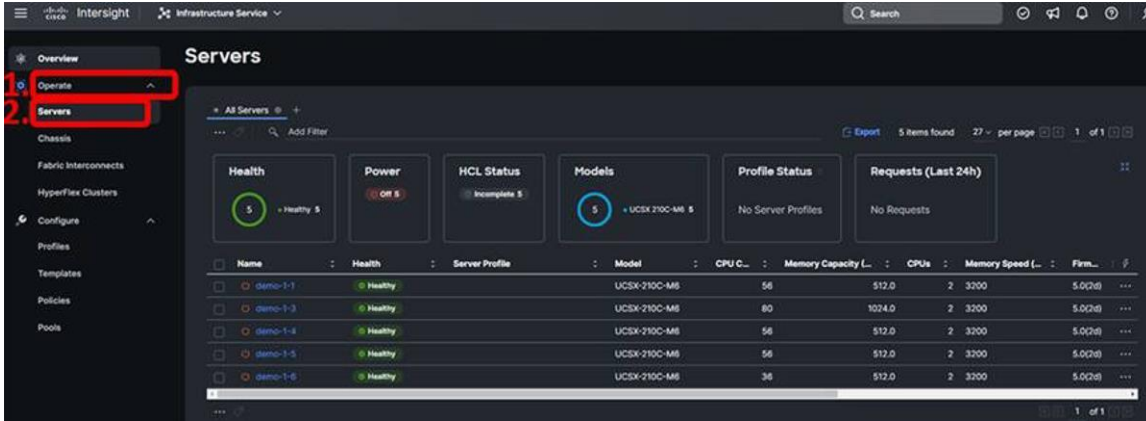 cisco Intersight Infrastructure Service Search
Servers
Overview
1. Operate
2. Servers
Chassis
Fabric Interconnects
HyperFlex Clusters
Configure
Profiles
Templates
Policies
Pools
All Servers +
... Add Filter Export 5 items found 27 per page 1 of 1
Health Power HCL Status Models Profile Status Requests (Last 24h)
5 Healthy 5 Off 5 Incomplete 5 5 UCSX 210C-M6 5 No Server Profiles No Requests
Name Health Server Profile Model CPU C... Memory Capacity (... CPUs Memory Speed (... Firm...
demo-1-1 Healthy UCSX-210C-M6 56 512.0 2 3200 5.0(2d) ...
demo-1-3 Healthy UCSX-210C-M6 80 1024.0 2 3200 5.0(2d) ...
demo-1-4 Healthy UCSX-210C-M6 56 512.0 2 3200 5.0(2d) ...
demo-1-5 Healthy UCSX-210C-M6 56 512.0 2 3200 5.0(2d) ...
demo-1-6 Healthy UCSX-210C-M6 36 512.0 2 3200 5.0(2d) ...
... 1 of 1